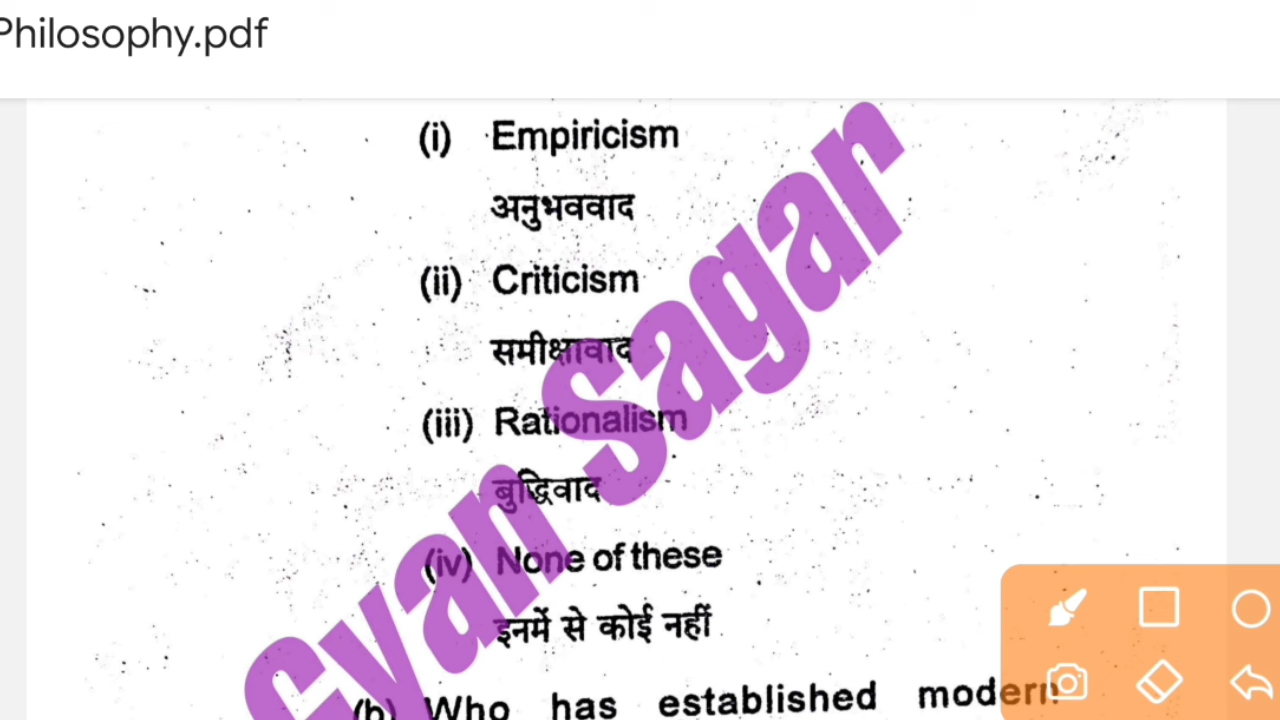 Philosophy.pdf
(i) Empiricism
अनुभववाद
(ii) Criticism
समीक्षावाद
(iii) Rationalism
बुद्धिवाद
(iv) None of these
इनमें से कोई नहीं
(b) Who has established modern
Gyan Sagar